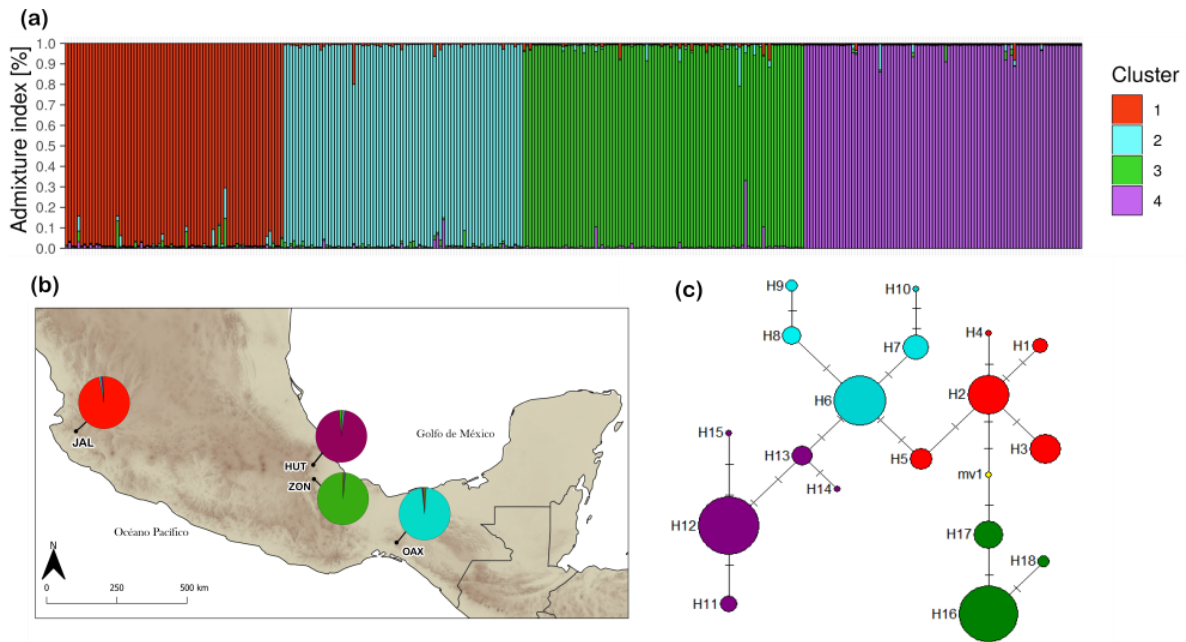 (a)
Admixture index [%]
1.0
0.9
0.8
0.7
0.6
0.5
0.4
0.3
0.2
0.1
0.0
Cluster
1
2
3
4
(b)
JAL
HUT
ZON
OAX
Golfo de México
Océano Pacífico
N
0 250 500 km
(c)
H9
H10
H8
H7
H4
H1
H6
H2
H15
H13
H5
H3
H14
mv1
H12
H17
H18
H11
H16